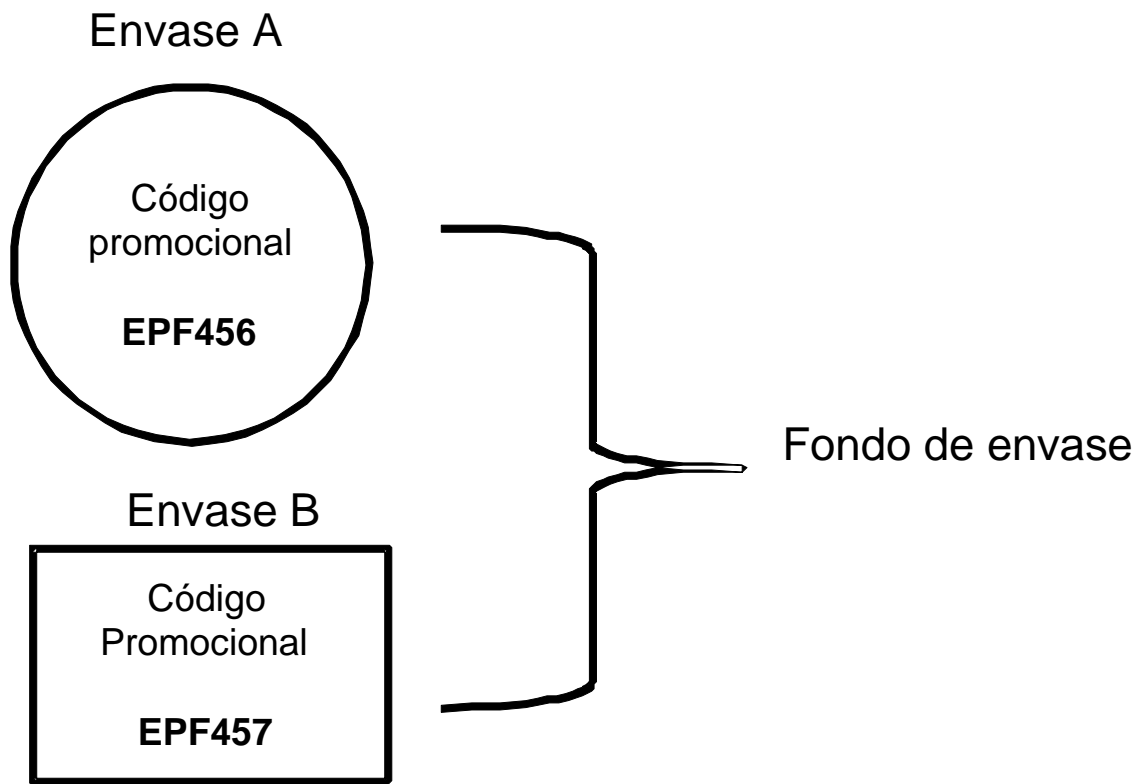 Envase A
Código
promocional
EPF456
Fondo de envase
Envase B
Código
Promocional
EPF457